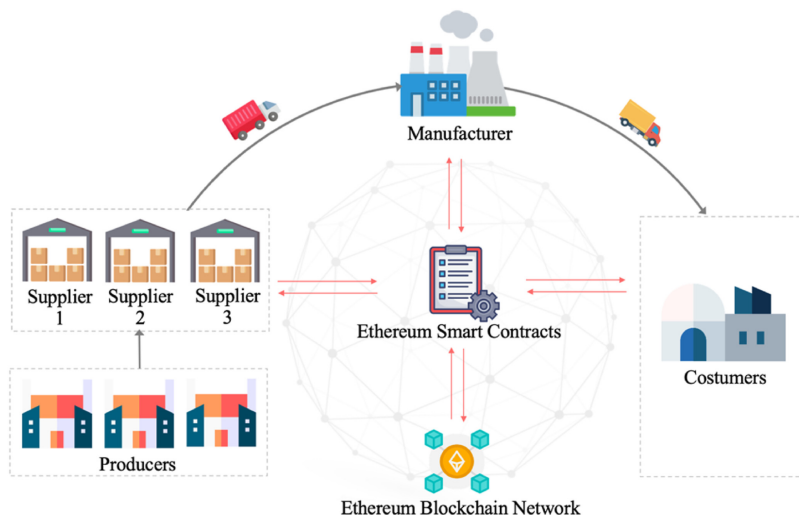 Manufacturer
Supplier
1
Supplier
2
Supplier
3
Ethereum Smart Contracts
Costumers
Producers
Ethereum Blockchain Network